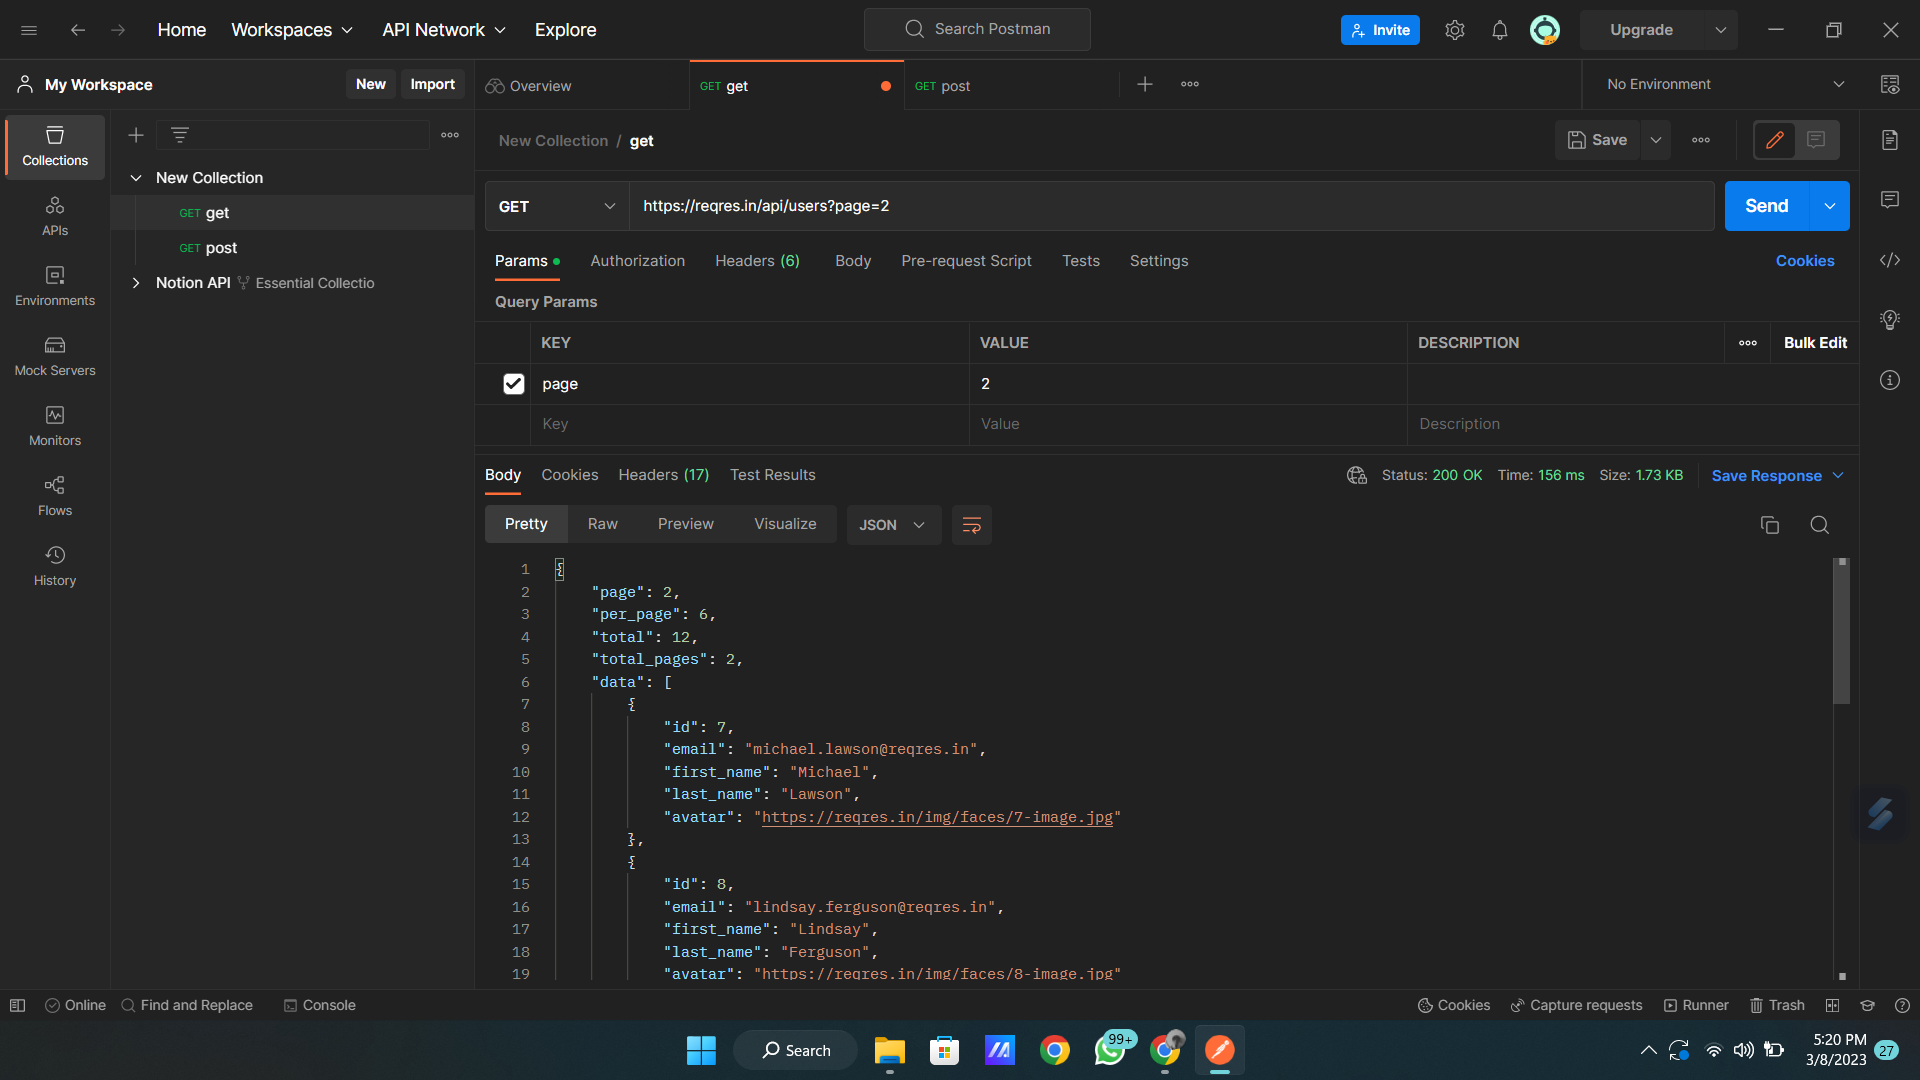 Home Workspaces API Network Explore Search Postman Invite Upgrade
My Workspace New Import Overview GET get GET post No Environment
Collections
APIs
Environments
Mock Servers
Monitors
Flows
History
New Collection
GET get
GET post
Notion API Essential Collectio
New Collection / get Save
GET https://reqres.in/api/users?page=2 Send
Params Authorization Headers (6) Body Pre-request Script Tests Settings Cookies
Query Params
KEY VALUE DESCRIPTION Bulk Edit
page 2
Key Value Description
Body Cookies Headers (17) Test Results Status: 200 OK Time: 156 ms Size: 1.73 KB Save Response
Pretty Raw Preview Visualize JSON
1 {
2 "page": 2,
3 "per_page": 6,
4 "total": 12,
5 "total_pages": 2,
6 "data": [
7 {
8 "id": 7,
9 "email": "michael.lawson@reqres.in",
10 "first_name": "Michael",
11 "last_name": "Lawson",
12 "avatar": "https://reqres.in/img/faces/7-image.jpg"
13 },
14 {
15 "id": 8,
16 "email": "lindsay.ferguson@reqres.in",
17 "first_name": "Lindsay",
18 "last_name": "Ferguson",
19 "avatar": "https://reqres.in/img/faces/8-image.jpg"
Online Find and Replace Console Cookies Capture requests Runner Trash
Search 99+ 5:20 PM
3/8/2023 27